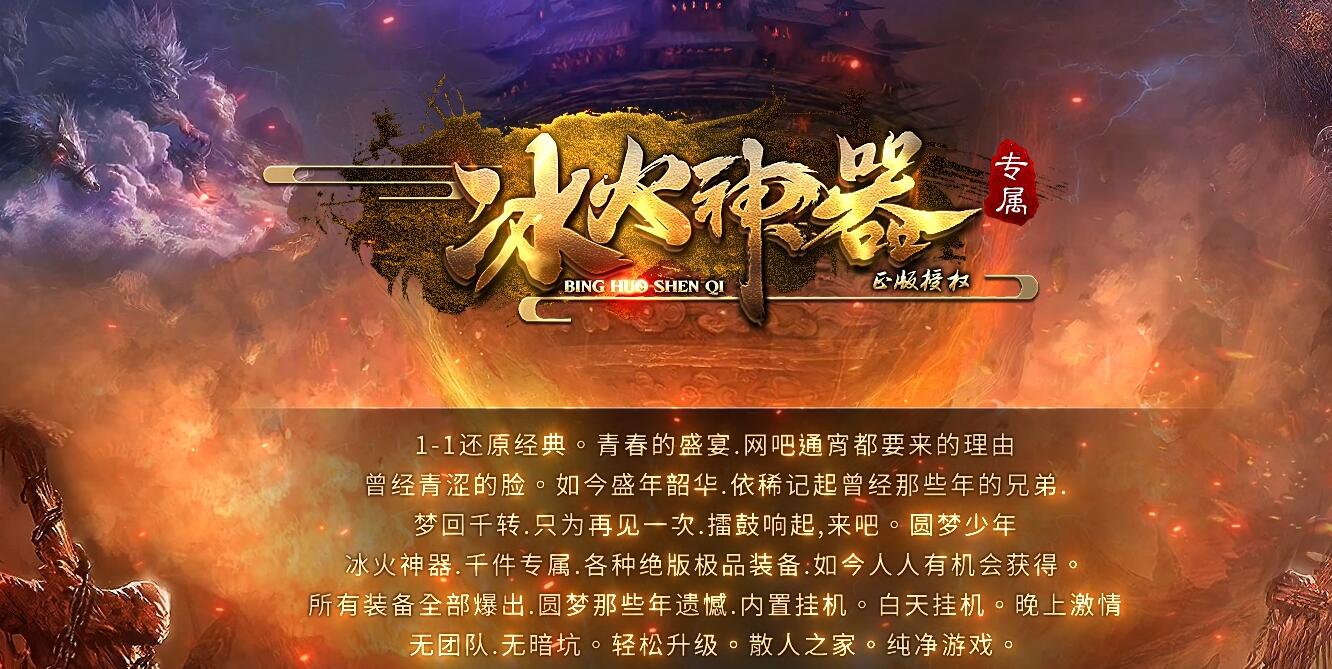 冰火神器
专属
BING HUO SHEN QI
正版授权
1-1还原经典。青春的盛宴.网吧通宵都要来的理由
曾经青涩的脸。如今盛年韶华.依稀记起曾经那些年的兄弟.
梦回千转.只为再见一次.擂鼓响起,来吧。圆梦少年
冰火神器.千件专属.各种绝版极品装备.如今人人有机会获得。
所有装备全部爆出.圆梦那些年遗憾.内置挂机。白天挂机。晚上激情
无团队.无暗坑。轻松升级。散人之家。纯净游戏。